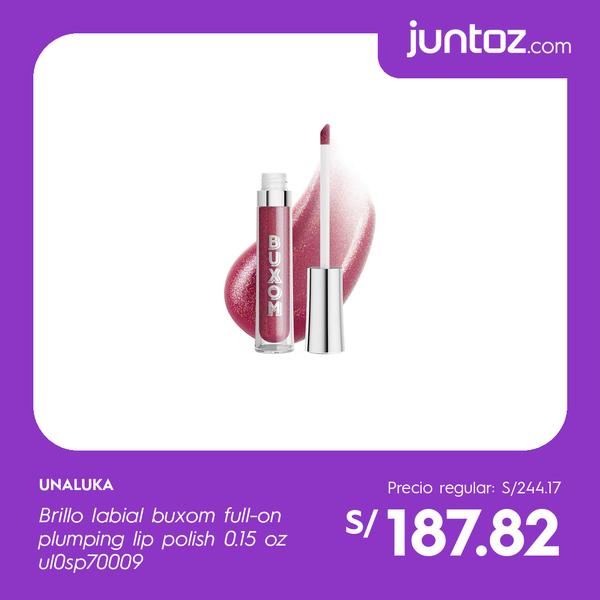 juntoz.com
BUXOM
UNALUKA
Brillo labial buxom full-on
plumping lip polish 0.15 oz
ul0sp70009
Precio regular: S/244.17
S/187.82